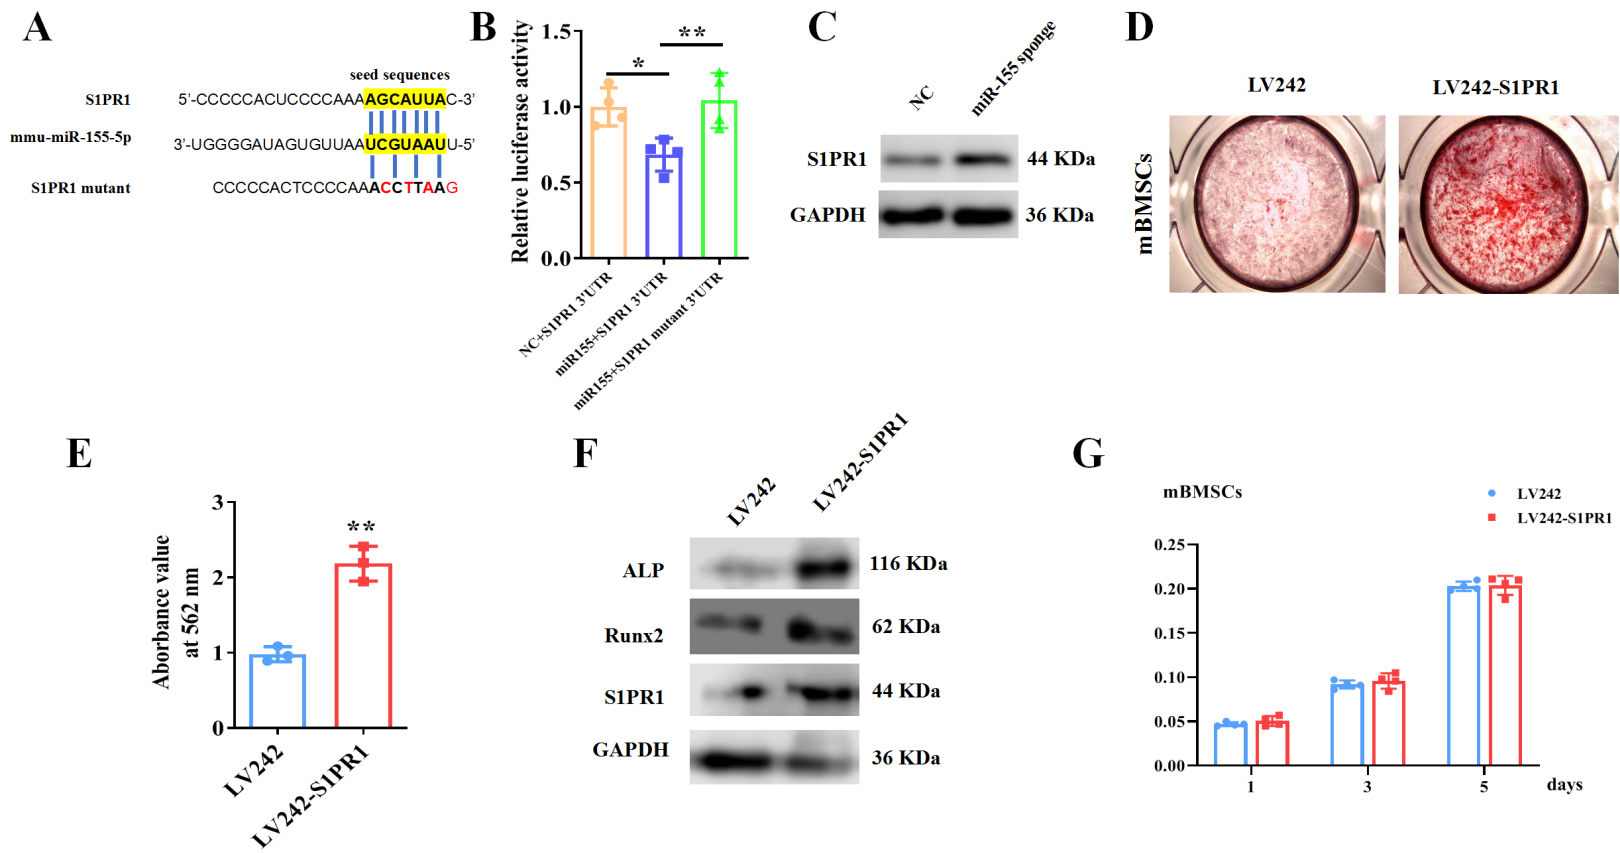 A
seed sequences
S1PR1 5’-CCCCCACUCCCCAAAAGCAUUAC-3’
mmu-miR-155-5p 3’-UGGGGAUAGUGUUAAUCGUAAUU-5’
S1PR1 mutant CCCCCACTCCCCAAAACCTTAAG
B
Relative luciferase activity
1.5
1.0
0.5
0.0
*
**
NC+S1PR1 3'UTR
miR155+S1PR1 3'UTR
miR155+S1PR1 mutant 3'UTR
C
NC
miR-155 sponge
S1PR1 44 KDa
GAPDH 36 KDa
D
LV242
LV242-S1PR1
mBMSCs
E
Aborbance value
at 562 nm
3
2
1
0
**
LV242
LV242-S1PR1
F
LV242
LV242-S1PR1
ALP 116 KDa
Runx2 62 KDa
S1PR1 44 KDa
GAPDH 36 KDa
G
mBMSCs
LV242
LV242-S1PR1
0.25
0.20
0.15
0.10
0.05
0.00
1 3 5 days